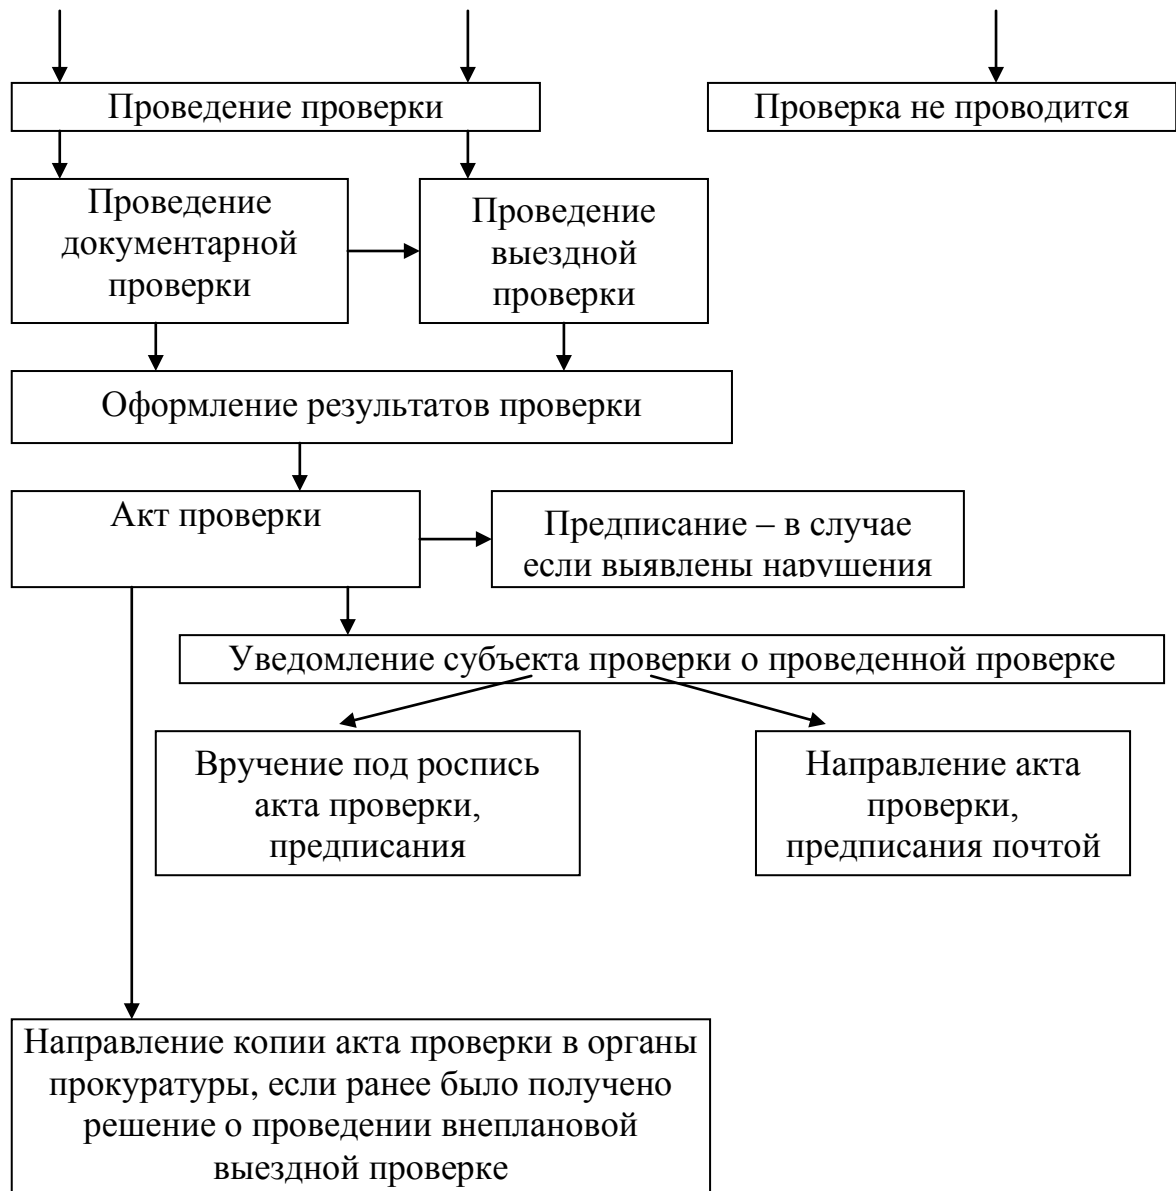 Проведение проверки
Проверка не проводится
Проведение
документарной
проверки
Проведение
выездной
проверки
Оформление результатов проверки
Акт проверки
Предписание – в случае
если выявлены нарушения
Уведомление субъекта проверки о проведенной проверке
Вручение под роспись
акта проверки,
предписания
Направление акта
проверки,
предписания почтой
Направление копии акта проверки в органы
прокуратуры, если ранее было получено
решение о проведении внеплановой
выездной проверке